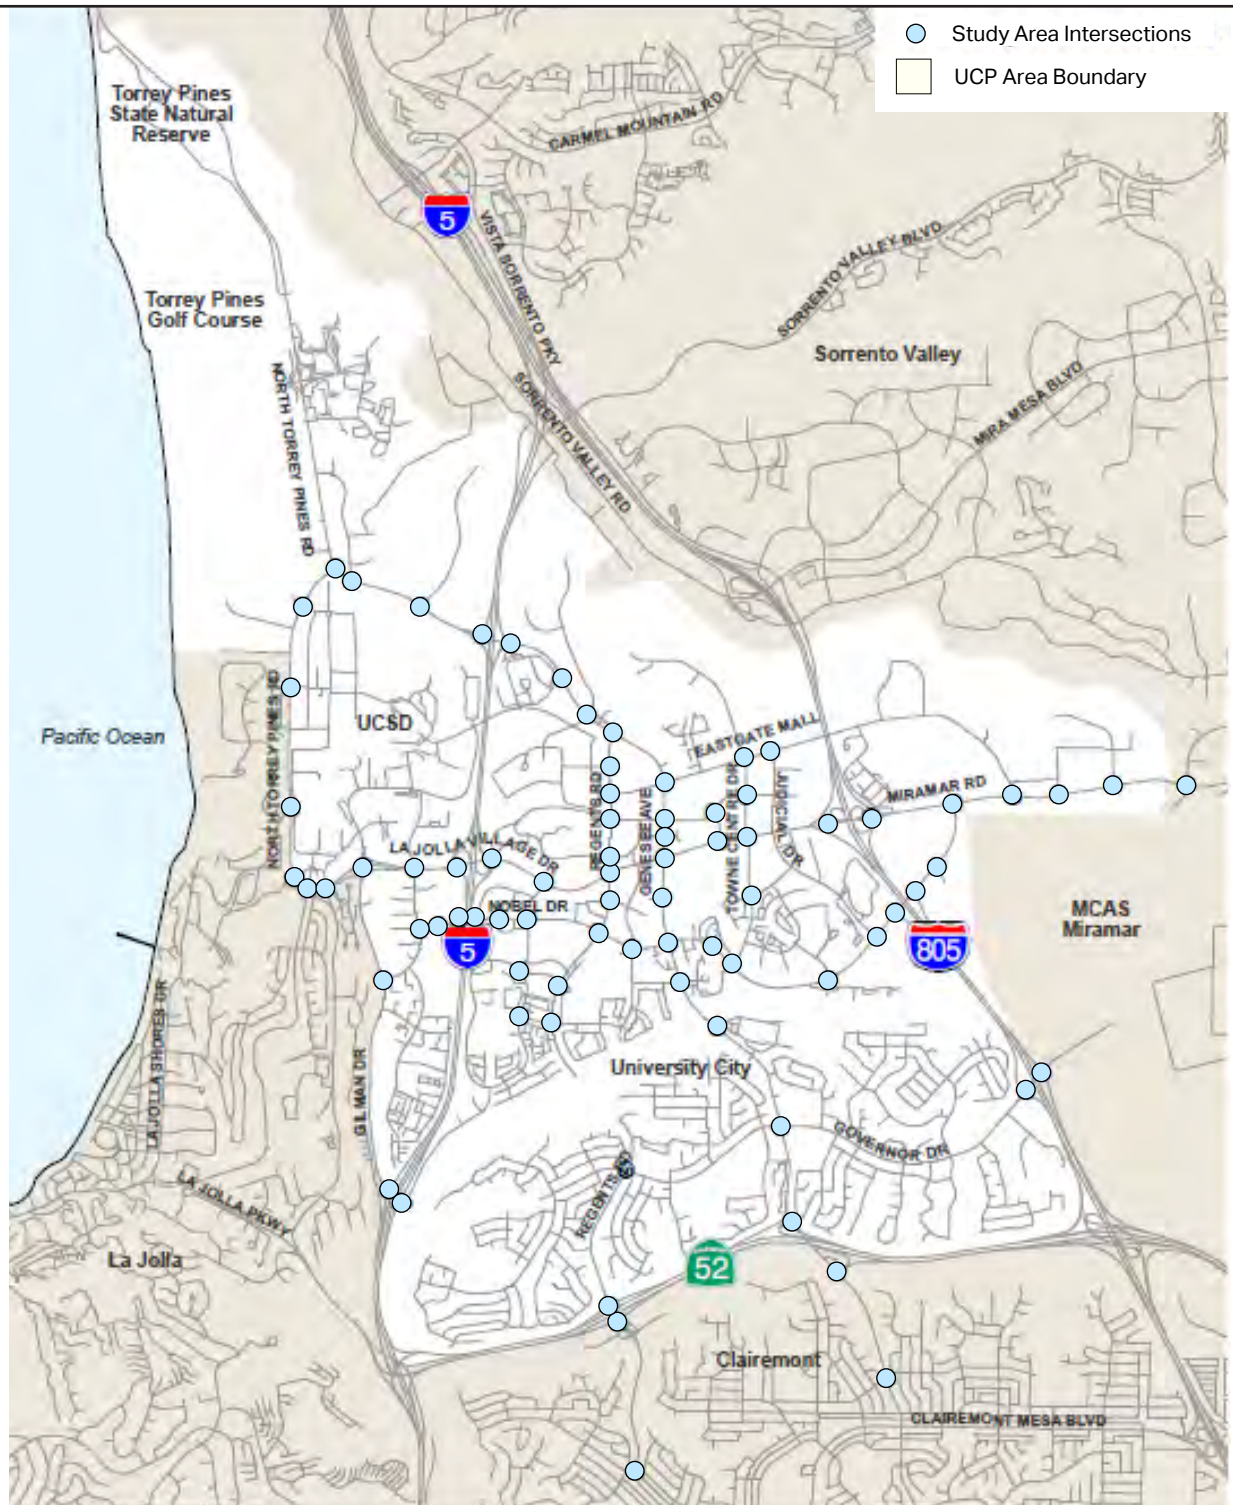 Study Area Intersections
UCP Area Boundary
Torrey Pines
State Natural
Reserve
CARMEL MOUNTAIN RD
5
VISTA SORRENTO PKY
SORRENTO VALLEY BLVD
Torrey Pines
Golf Course
Sorrento Valley
NORTH TORREY PINES RD
SORRENTO VALLEY RD
MIRA MESA BLVD
NORTH TORREY PINES RD
UCSD
Pacific Ocean
EASTGATE MALL
REGENTS RD
GENESEE AVE
TOWNE CENTRE DR
JUDICIAL DR
MIRAMAR RD
LA JOLLA VILLAGE DR
NOBEL DR
5
805
MCAS
Miramar
LA JOLLA SHORES DR
GILMAN DR
University City
GOVERNOR DR
REGENTS RD
LA JOLLA PKWY
La Jolla
52
Clairemont
CLAIREMONT MESA BLVD